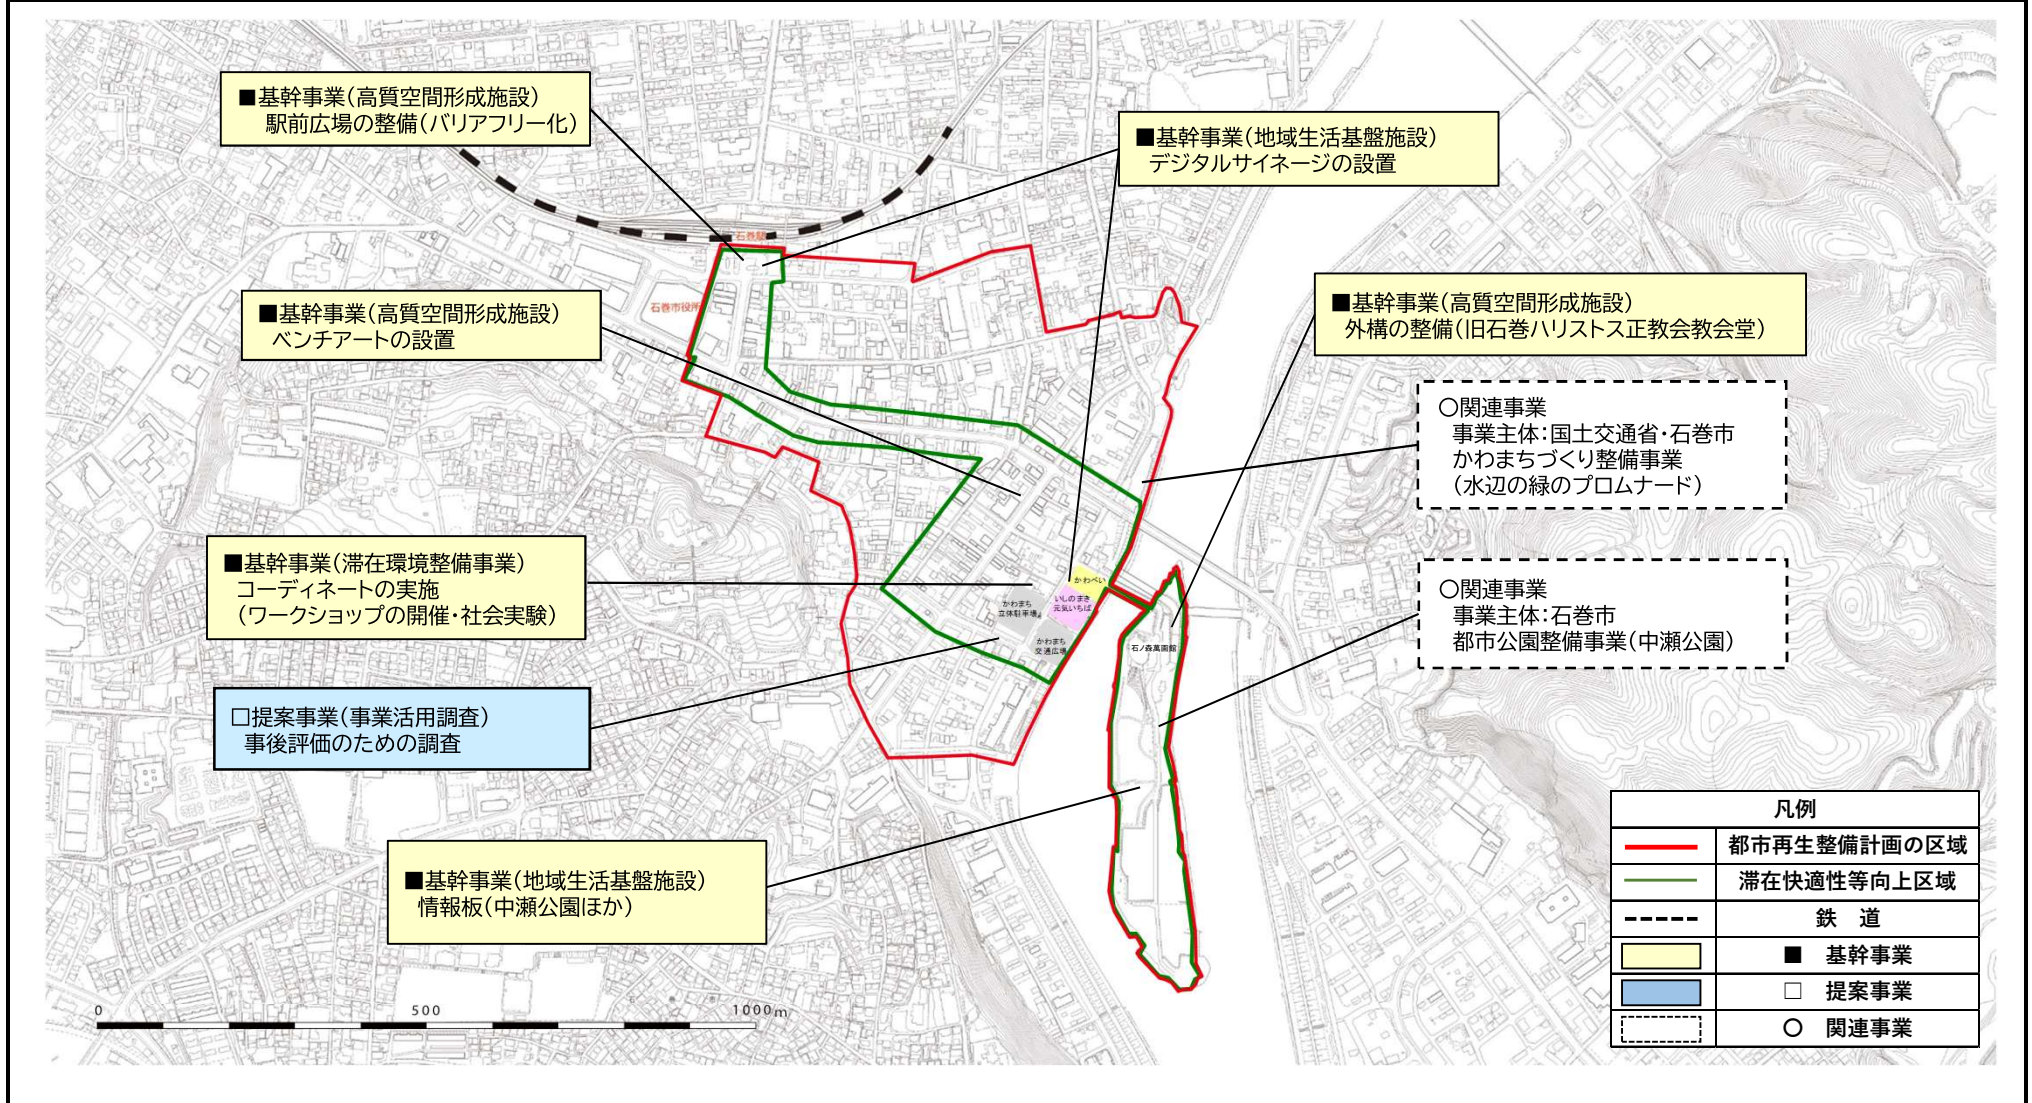 ■基幹事業（高質空間形成施設）
駅前広場の整備（バリアフリー化）
■基幹事業（地域生活基盤施設）
デジタルサイネージの設置
石巻駅
石巻市役所
■基幹事業（高質空間形成施設）
ベンチアートの設置
■基幹事業（高質空間形成施設）
外構の整備（旧石巻ハリストス正教会教会堂）
〇関連事業
事業主体：国土交通省・石巻市
かわまちづくり整備事業
（水辺の緑のプロムナード）
■基幹事業（滞在環境整備事業）
コーディネートの実施
（ワークショップの開催・社会実験）
かわべい
いしのまき
元気いちば
かわまち
立体駐車場
かわまち
交通広場
石ノ森萬画館
〇関連事業
事業主体：石巻市
都市公園整備事業（中瀬公園）
□提案事業（事業活用調査）
事後評価のための調査
■基幹事業（地域生活基盤施設）
情報板（中瀬公園ほか）
0 500 1000m
凡例
都市再生整備計画の区域
滞在快適性等向上区域
鉄　道
■　基幹事業
□　提案事業
〇　関連事業